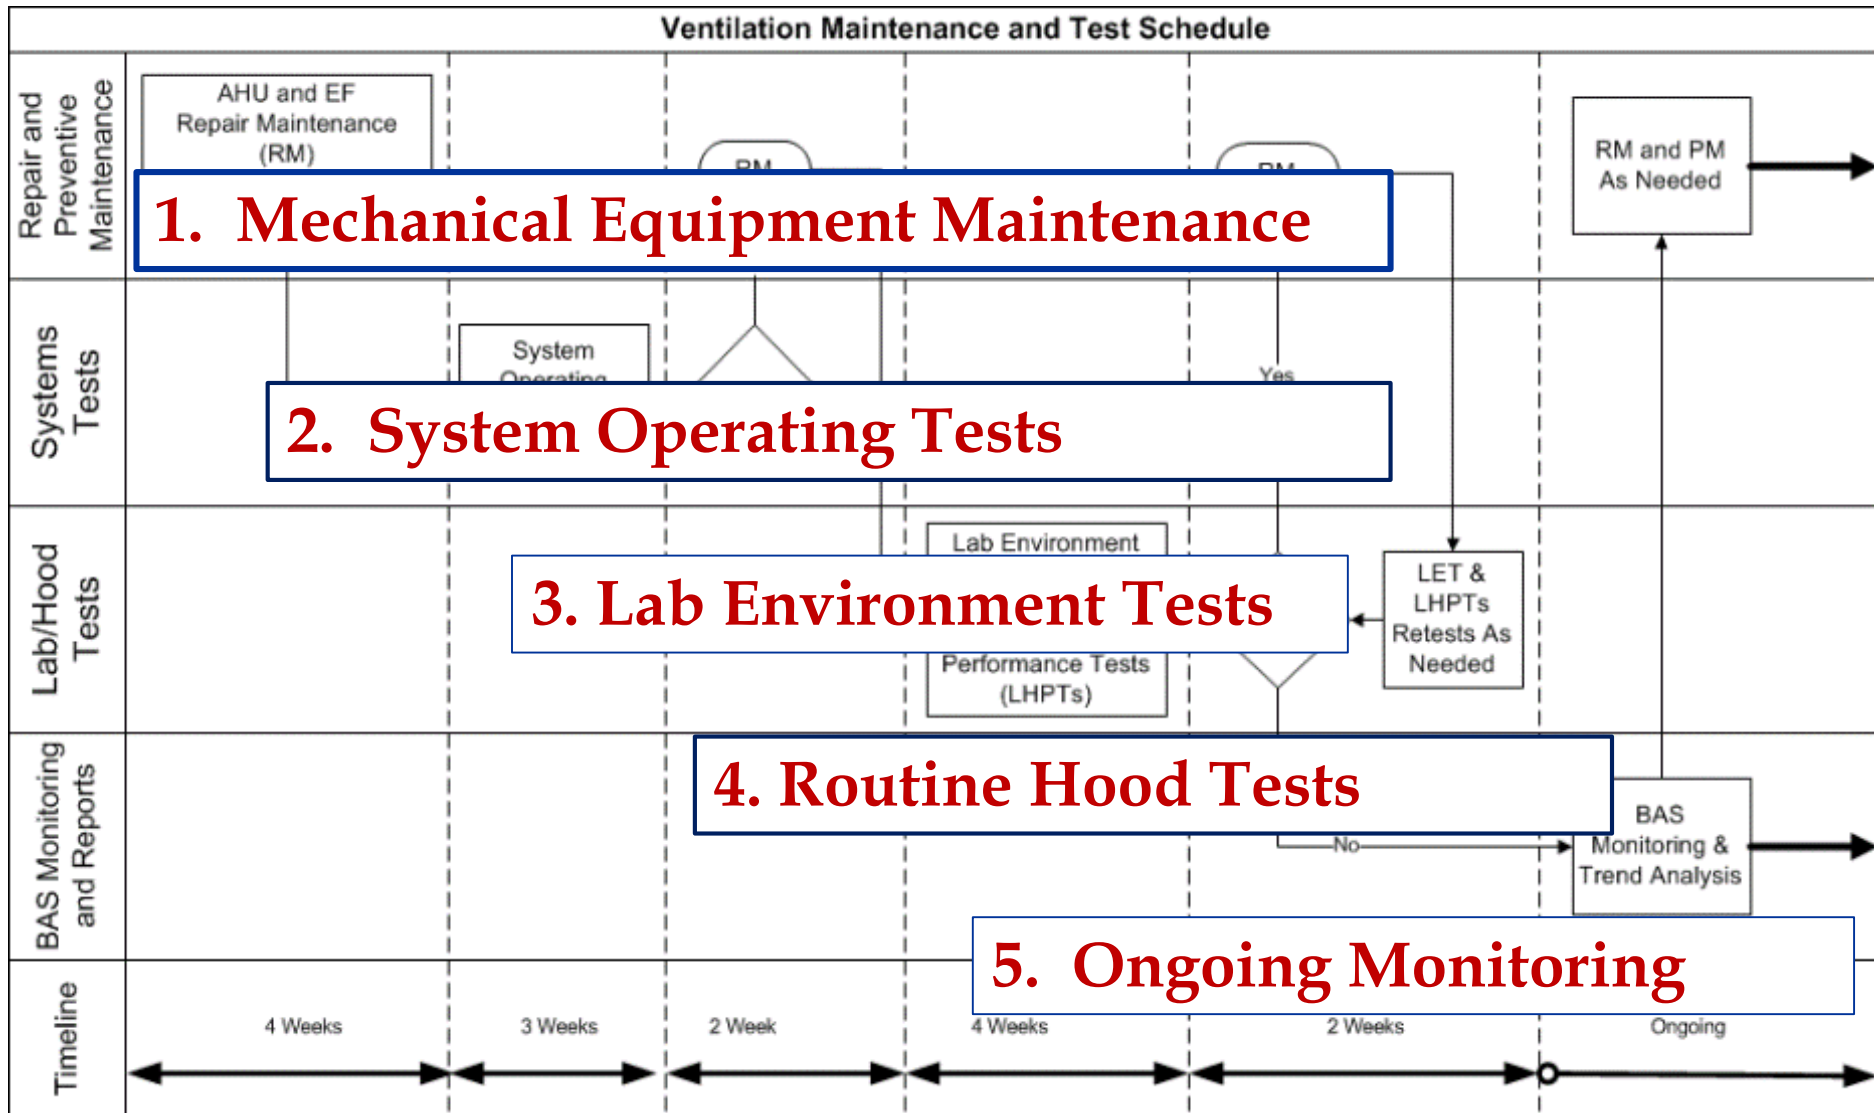 Ventilation Maintenance and Test Schedule
Repair and
Preventive
Maintenance
AHU and EF
Repair Maintenance
(RM)
RM
RM
RM and PM
As Needed
1. Mechanical Equipment Maintenance
Systems
Tests
System
Operating
Yes
2. System Operating Tests
Lab/Hood
Tests
Lab Environment
3. Lab Environment Tests
Performance Tests
(LHPTs)
LET &
LHPTs
Retests As
Needed
BAS Monitoring
and Reports
4. Routine Hood Tests
No
BAS
Monitoring &
Trend Analysis
5. Ongoing Monitoring
Timeline
4 Weeks
3 Weeks
2 Week
4 Weeks
2 Weeks
Ongoing